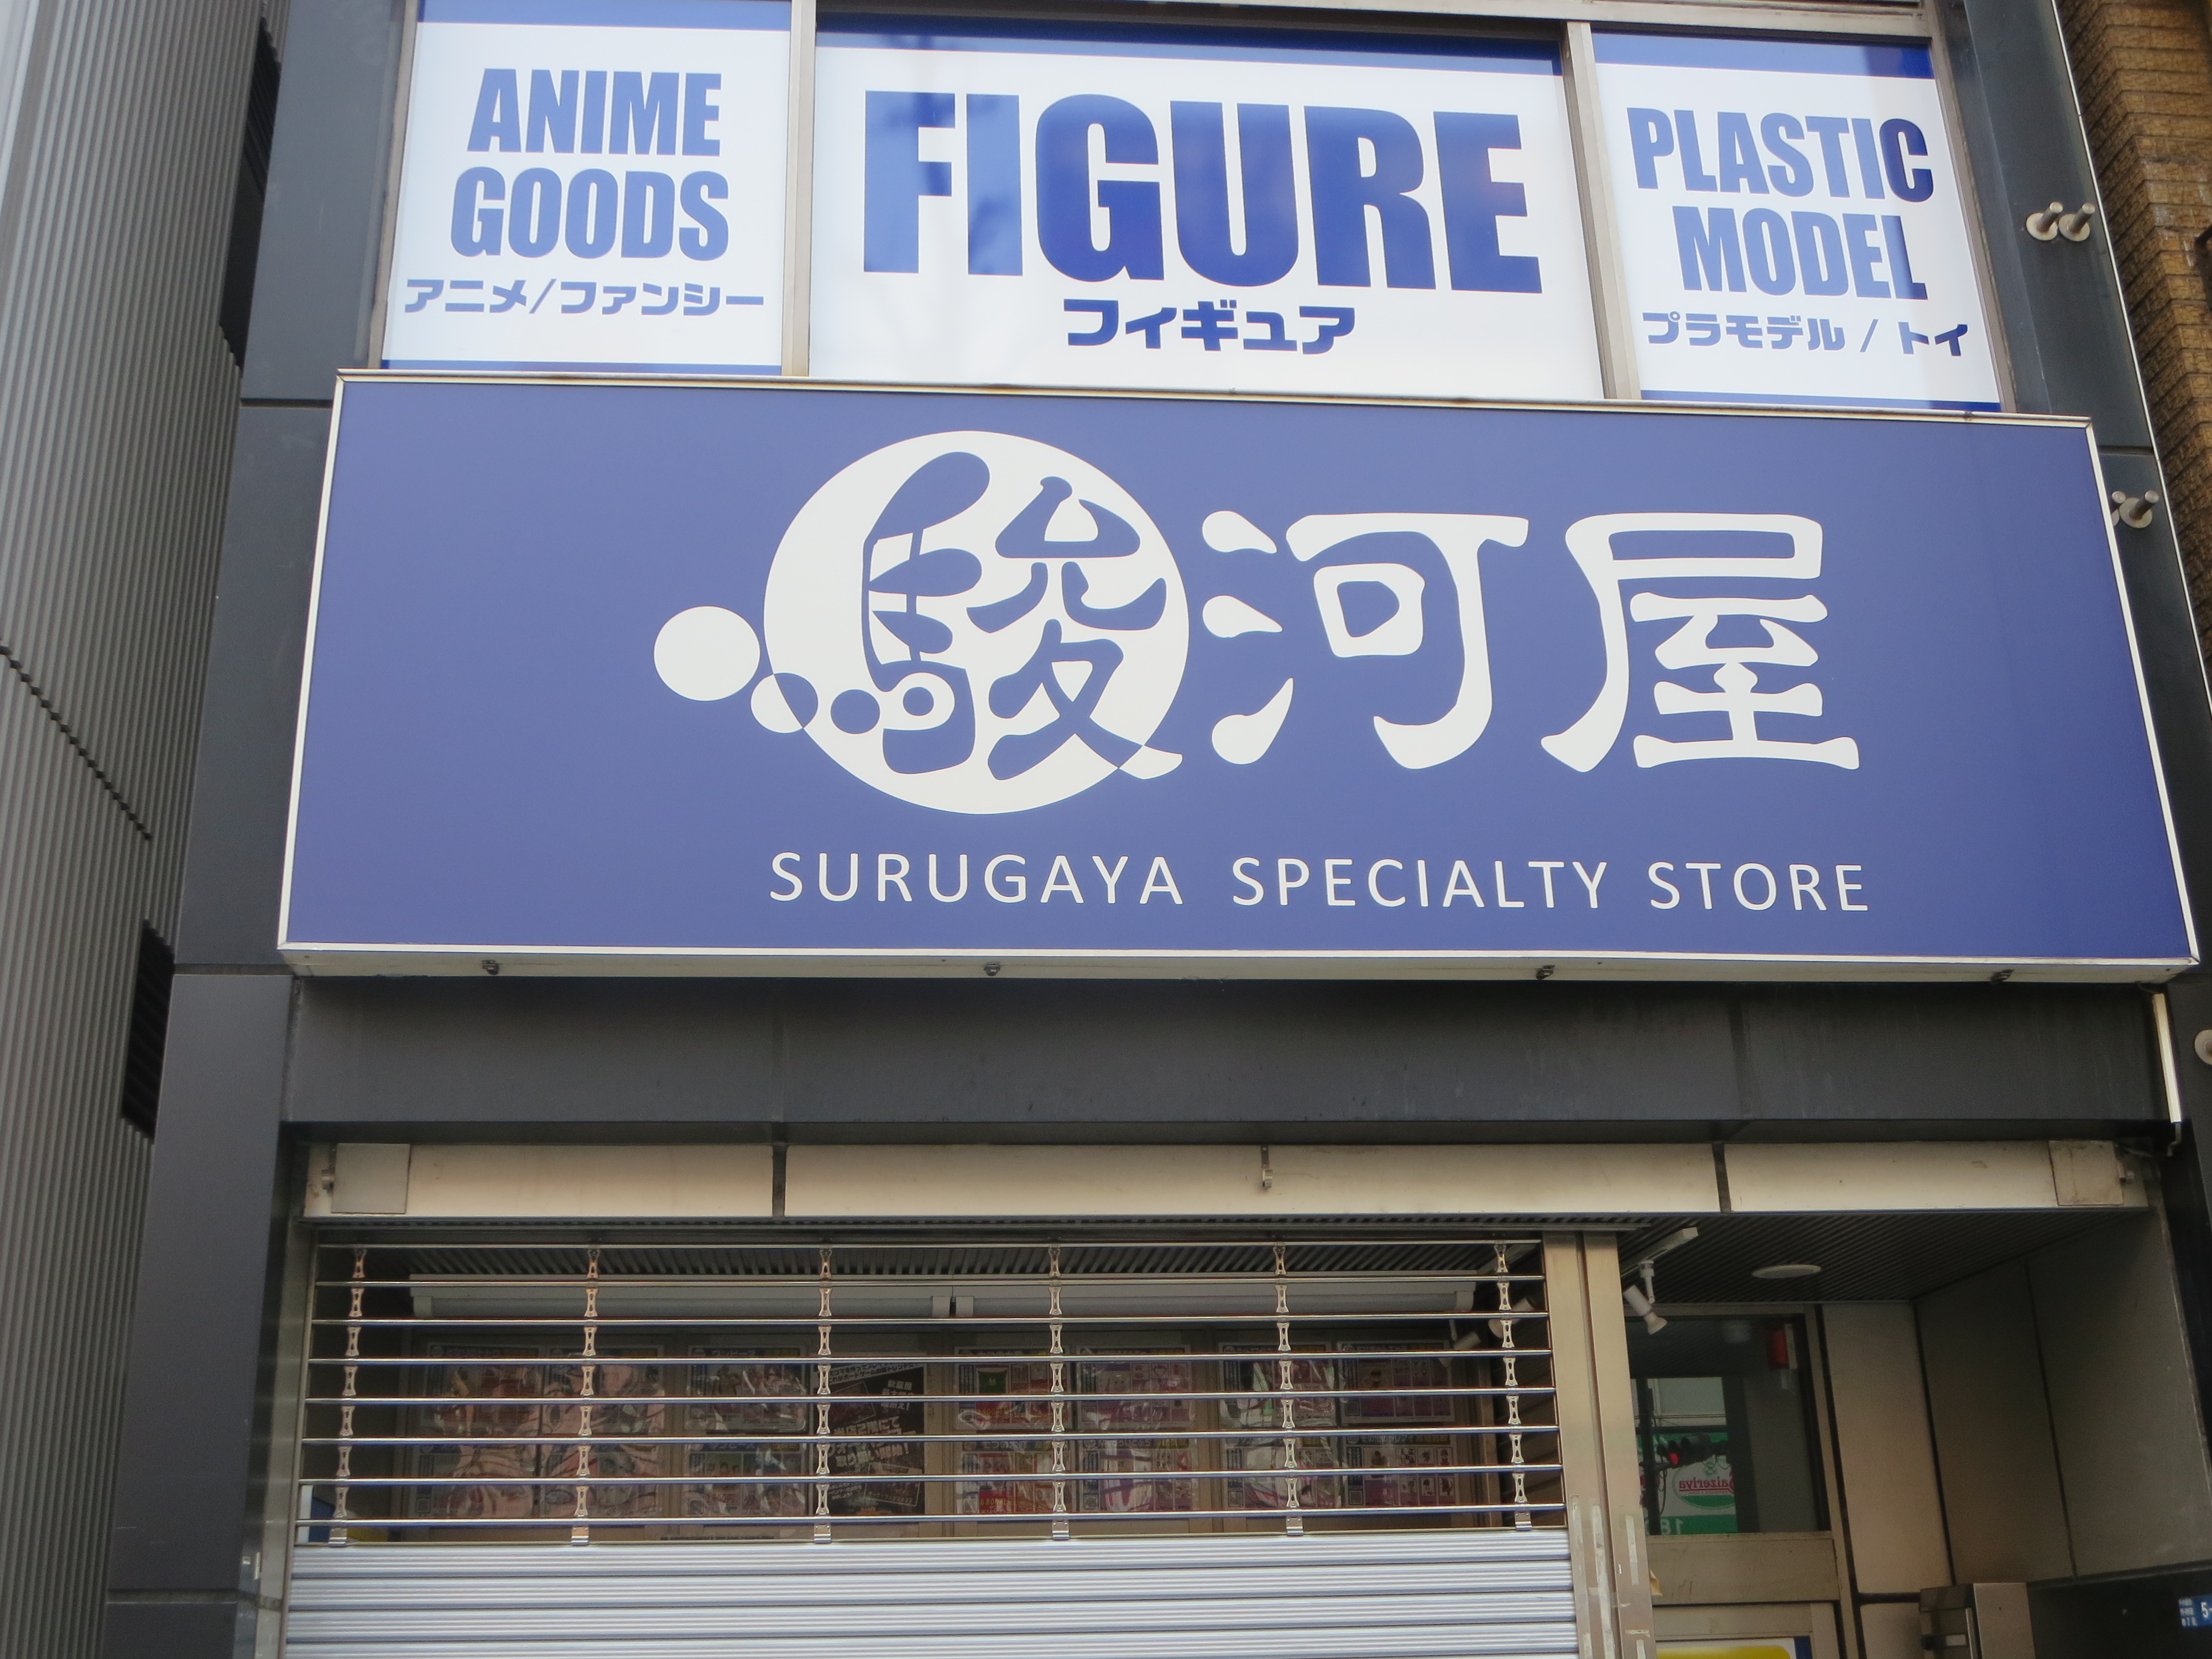 ANIME
GOODS
アニメ/ファンシー
FIGURE
フィギュア
PLASTIC
MODEL
プラモデル / トイ
駿河屋
SURUGAYA SPECIALTY STORE
Saizeriya